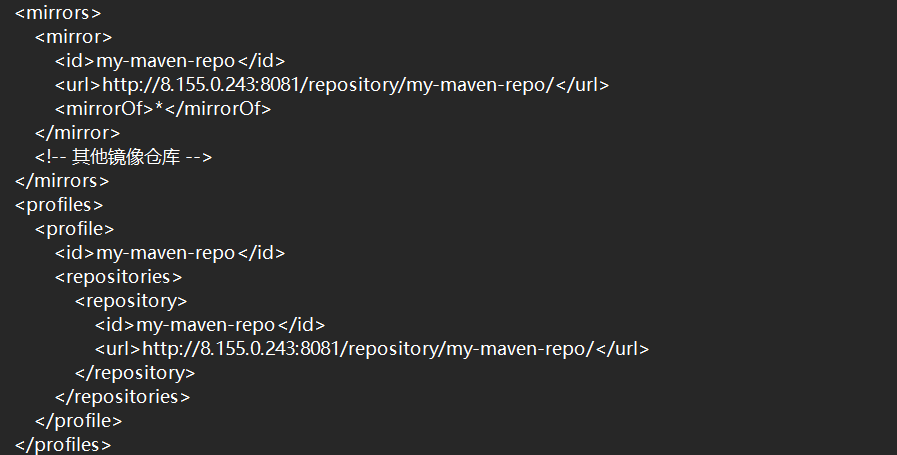 <mirrors>
<mirror>
<id>my-maven-repo</id>
<url>http://8.155.0.243:8081/repository/my-maven-repo/</url>
<mirrorOf>*</mirrorOf>
</mirror>
<!-- 其他镜像仓库 -->
</mirrors>
<profiles>
<profile>
<id>my-maven-repo</id>
<repositories>
<repository>
<id>my-maven-repo</id>
<url>http://8.155.0.243:8081/repository/my-maven-repo/</url>
</repository>
</repositories>
</profile>
</profiles>